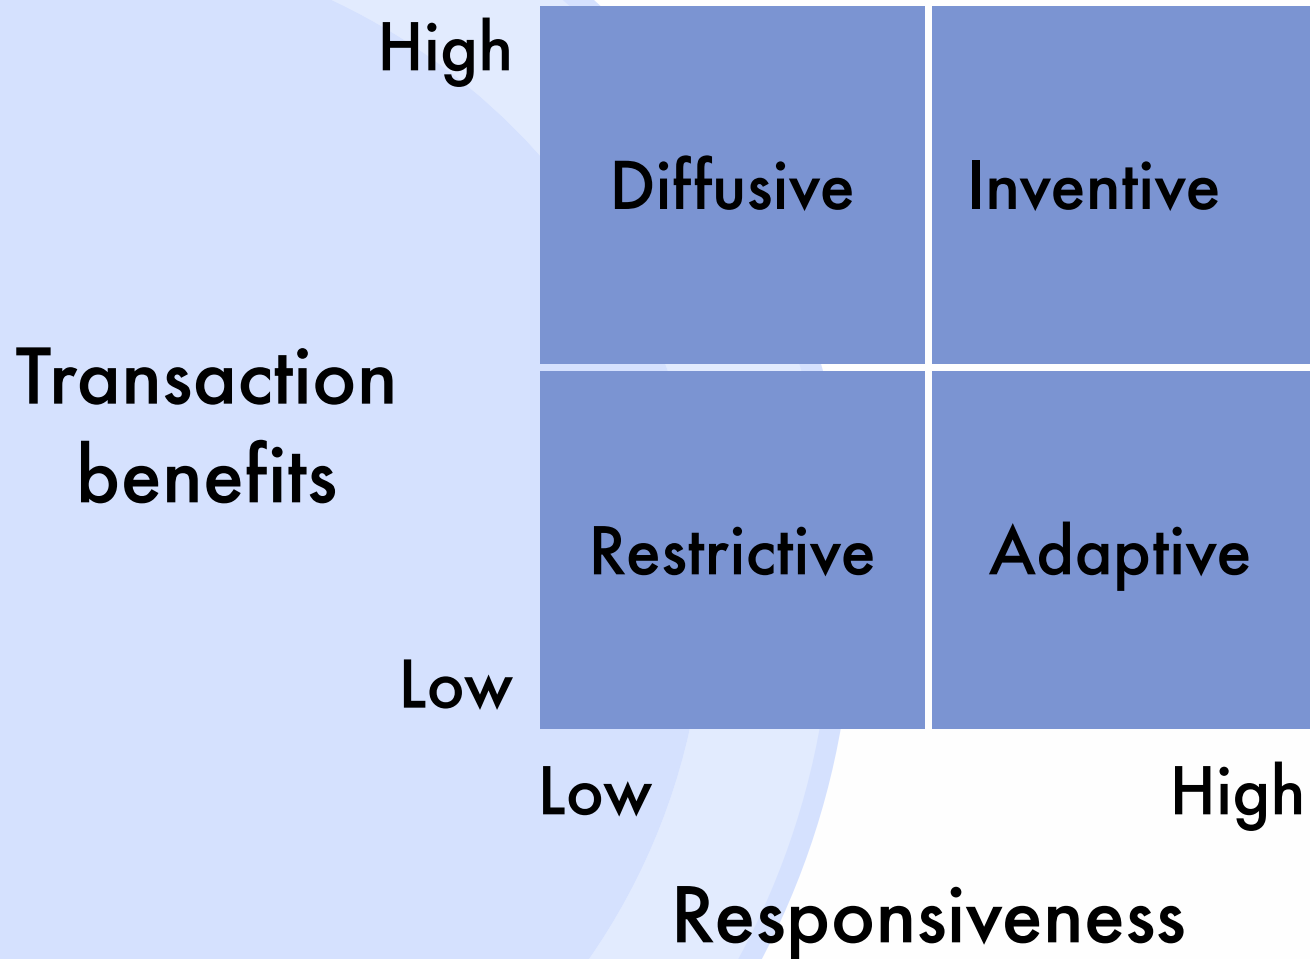 High
Diffusive
Inventive
Transaction
benefits
Restrictive
Adaptive
Low
Low
High
Responsiveness